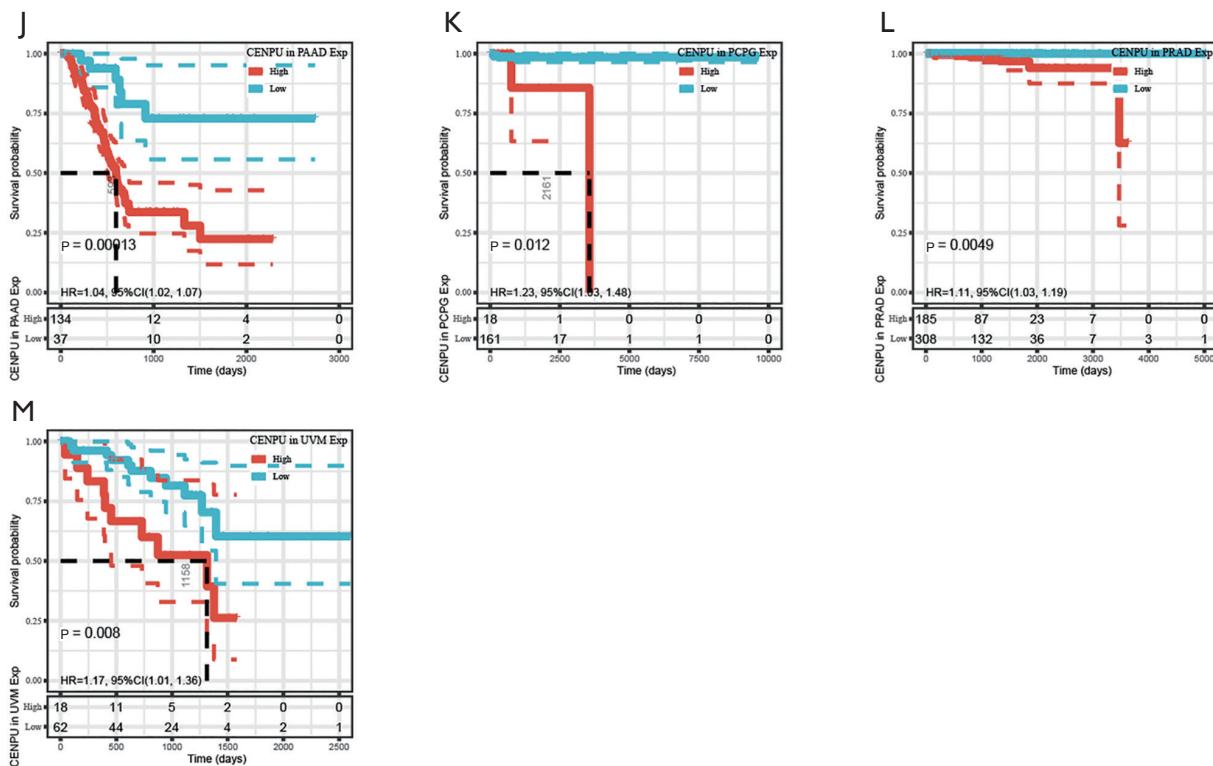 J
CENPU in PAAD Exp
High
Low
1.00
0.75
0.50
0.25
0.00
Survival probability
P = 0.00013
HR=1.04, 95%CI(1.02, 1.07)
CENPU in PAAD Exp
High 134 12 4 0
Low 37 10 2 0
0 1000 2000 3000
Time (days)
K
CENPU in PCPG Exp
High
Low
1.00
0.75
0.50
0.25
0.00
Survival probability
2161
P = 0.012
HR=1.23, 95%CI(1.03, 1.48)
CENPU in PCPG Exp
High 18 1 0 0 0
Low 161 17 1 1 0
0 2500 5000 7500 10000
Time (days)
L
CENPU in PRAD Exp
High
Low
1.00
0.75
0.50
0.25
0.00
Survival probability
P = 0.0049
HR=1.11, 95%CI(1.03, 1.19)
CENPU in PRAD Exp
High 185 87 23 7 0 0
Low 308 132 36 7 3 1
0 1000 2000 3000 4000 5000
Time (days)
M
CENPU in UVM Exp
High
Low
1.00
0.75
0.50
0.25
0.00
Survival probability
1158
P = 0.008
HR=1.17, 95%CI(1.01, 1.36)
CENPU in UVM Exp
High 18 11 5 2 0 0
Low 62 44 24 4 2 1
0 500 1000 1500 2000 2500
Time (days)